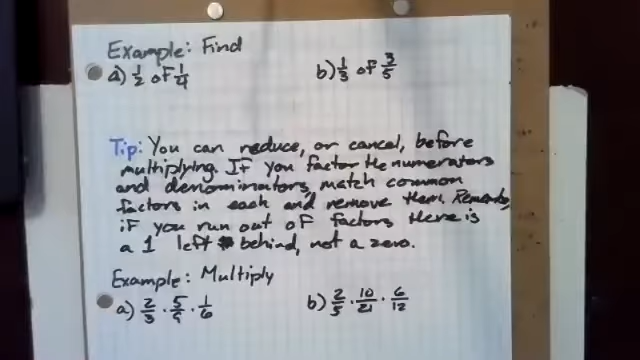 Example: Find
a) 1/2 of 1/4 b) 1/3 of 3/5
Tip: You can reduce, or cancel, before
multiplying. If you factor the numerators
and denominators, match common
factors in each and remove them. Remember,
if you run out of factors there is
a 1 left behind, not a zero.
Example: Multiply
a) 2/3 · 5/9 · 1/6 b) 2/5 · 10/21 · 6/12